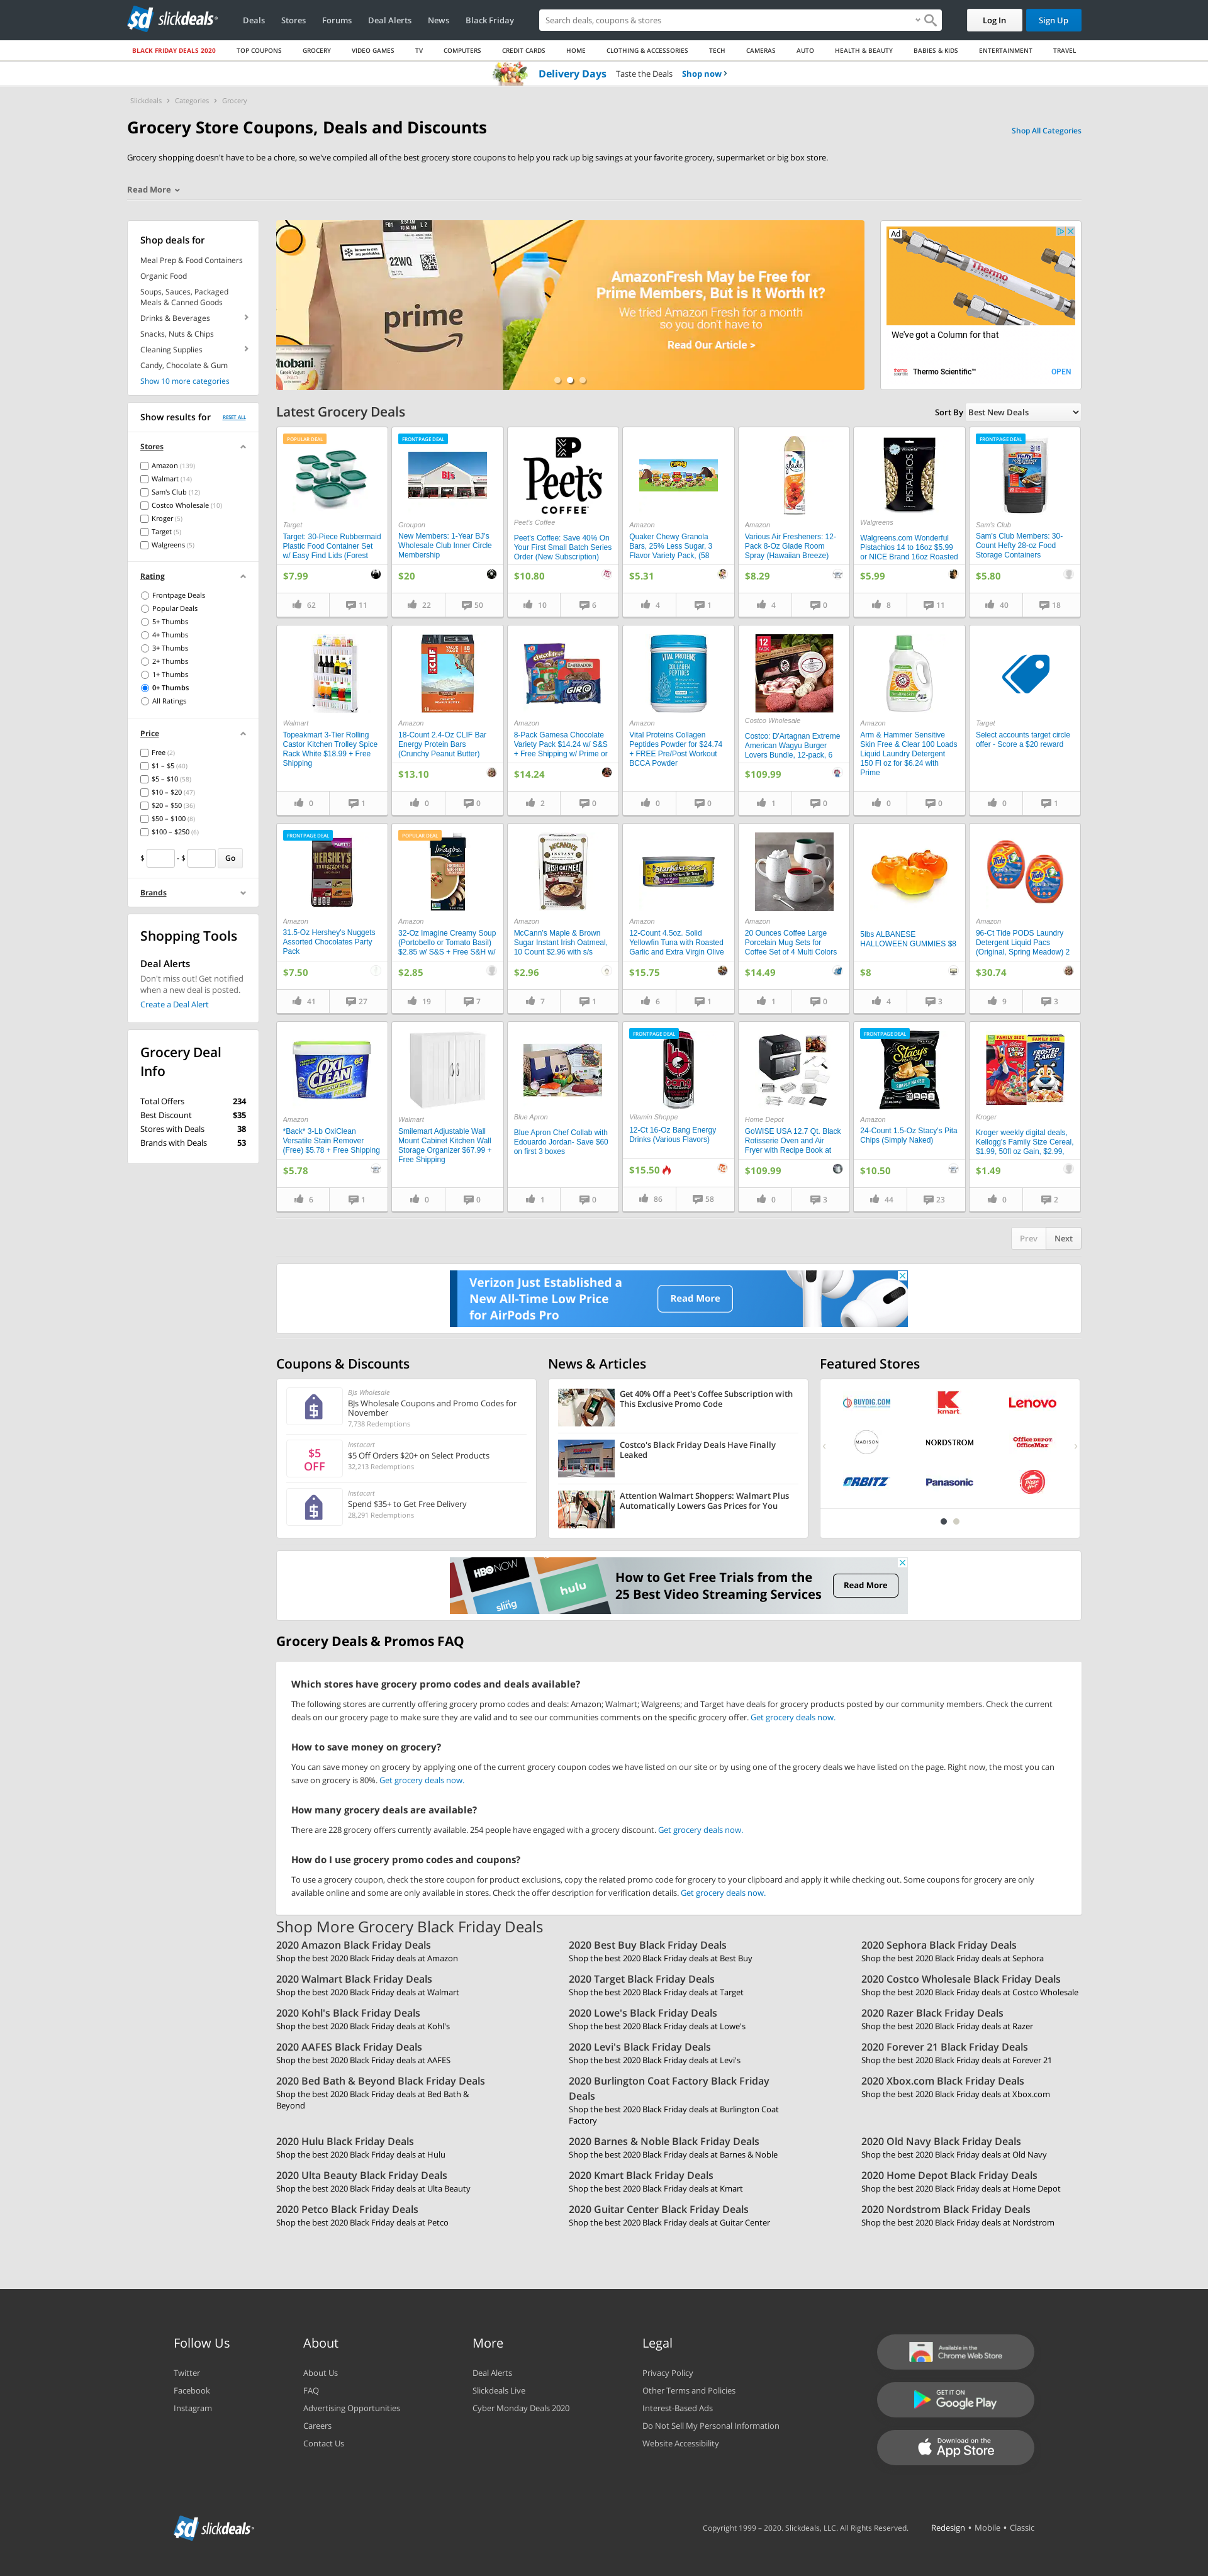 slickdeals
Deals
Stores
Forums
Deal Alerts
News
Black Friday
Search deals, coupons & stores
Log In
Sign Up
BLACK FRIDAY DEALS 2020
TOP COUPONS
GROCERY
VIDEO GAMES
TV
COMPUTERS
CREDIT CARDS
HOME
CLOTHING & ACCESSORIES
TECH
CAMERAS
AUTO
HEALTH & BEAUTY
BABIES & KIDS
ENTERTAINMENT
TRAVEL
Delivery Days Taste the Deals Shop now
Slickdeals > Categories > Grocery
Grocery Store Coupons, Deals and Discounts
Shop All Categories
Grocery shopping doesn't have to be a chore, so we've compiled all of the best grocery store coupons to help you rack up big savings at your favorite grocery, supermarket or big box store.
Read More
Shop deals for
Meal Prep & Food Containers
Organic Food
Soups, Sauces, Packaged
Meals & Canned Goods
Drinks & Beverages
Snacks, Nuts & Chips
Cleaning Supplies
Candy, Chocolate & Gum
Show 10 more categories
Show results for
RESET ALL
Stores
Amazon (139)
Walmart (14)
Sam's Club (12)
Costco Wholesale (10)
Kroger (5)
Target (5)
Walgreens (5)
Rating
Frontpage Deals
Popular Deals
5+ Thumbs
4+ Thumbs
3+ Thumbs
2+ Thumbs
1+ Thumbs
0+ Thumbs
All Ratings
Price
Free (2)
$1 – $5 (40)
$5 – $10 (58)
$10 – $20 (47)
$20 – $50 (36)
$50 – $100 (8)
$100 – $250 (6)
$ - $ Go
Brands
Shopping Tools
Deal Alerts
Don't miss out! Get notified
when a new deal is posted.
Create a Deal Alert
Grocery Deal
Info
Total Offers 234
Best Discount $35
Stores with Deals 38
Brands with Deals 53
22WQ
prime
hobani
AmazonFresh May be Free for
Prime Members, But is It Worth It?
We tried Amazon Fresh for a month
so you don't have to
Read Our Article >
Ad
Thermo
We've got a Column for that
Thermo Scientific™
OPEN
Latest Grocery Deals
Sort By Best New Deals
POPULAR DEAL
Target
Target: 30-Piece Rubbermaid
Plastic Food Container Set
w/ Easy Find Lids (Forest
$7.99
62 11
FRONTPAGE DEAL
BJ's
Groupon
New Members: 1-Year BJ's
Wholesale Club Inner Circle
Membership
$20
22 50
Peet's
COFFEE
Peet's Coffee
Peet's Coffee: Save 40% On
Your First Small Batch Series
Order (New Subscription)
$10.80
10 6
Amazon
Quaker Chewy Granola
Bars, 25% Less Sugar, 3
Flavor Variety Pack, (58
$5.31
4 1
glade
Amazon
Various Air Fresheners: 12-
Pack 8-Oz Glade Room
Spray (Hawaiian Breeze)
$8.29
4 0
PISTACHIOS
Walgreens
Walgreens.com Wonderful
Pistachios 14 to 16oz $5.99
or NICE Brand 16oz Roasted
$5.99
8 11
FRONTPAGE DEAL
Hefty
Sam's Club
Sam's Club Members: 30-
Count Hefty 28-oz Food
Storage Containers
$5.80
40 18
Walmart
Topeakmart 3-Tier Rolling
Castor Kitchen Trolley Spice
Rack White $18.99 + Free
Shipping
0 1
CLIF
Amazon
18-Count 2.4-Oz CLIF Bar
Energy Protein Bars
(Crunchy Peanut Butter)
$13.10
0 0
GIRO
Amazon
8-Pack Gamesa Chocolate
Variety Pack $14.24 w/ S&S
+ Free Shipping w/ Prime or
$14.24
2 0
VITAL PROTEINS
COLLAGEN
PEPTIDES
Amazon
Vital Proteins Collagen
Peptides Powder for $24.74
+ FREE Pre/Post Workout
BCCA Powder
0 0
12
PACK
Costco Wholesale
Costco: D'Artagnan Extreme
American Wagyu Burger
Lovers Bundle, 12-pack, 6
$109.99
1 0
Amazon
Arm & Hammer Sensitive
Skin Free & Clear 100 Loads
Liquid Laundry Detergent
150 Fl oz for $6.24 with
Prime
0 0
Target
Select accounts target circle
offer - Score a $20 reward
0 1
FRONTPAGE DEAL
HERSHEY'S
NUGGETS
Amazon
31.5-Oz Hershey's Nuggets
Assorted Chocolates Party
Pack
$7.50
41 27
POPULAR DEAL
Imagine
Amazon
32-Oz Imagine Creamy Soup
(Portobello or Tomato Basil)
$2.85 w/ S&S + Free S&H w/
$2.85
19 7
McCANN'S
INSTANT
IRISH OATMEAL
Amazon
McCann's Maple & Brown
Sugar Instant Irish Oatmeal,
10 Count $2.96 with s/s
$2.96
7 1
StarKist
Amazon
12-Count 4.5oz. Solid
Yellowfin Tuna with Roasted
Garlic and Extra Virgin Olive
$15.75
6 1
Amazon
20 Ounces Coffee Large
Porcelain Mug Sets for
Coffee Set of 4 Multi Colors
$14.49
1 0
5lbs ALBANESE
HALLOWEEN GUMMIES $8
$8
4 3
Tide
Tide
Amazon
96-Ct Tide PODS Laundry
Detergent Liquid Pacs
(Original, Spring Meadow) 2
$30.74
9 3
OXI
CLEAN
65
Amazon
*Back* 3-Lb OxiClean
Versatile Stain Remover
(Free) $5.78 + Free Shipping
$5.78
6 1
Walmart
Smilemart Adjustable Wall
Mount Cabinet Kitchen Wall
Storage Organizer $67.99 +
Free Shipping
0 0
Blue Apron
Blue Apron Chef Collab with
Edouardo Jordan- Save $60
on first 3 boxes
1 0
FRONTPAGE DEAL
BANG
Vitamin Shoppe
12-Ct 16-Oz Bang Energy
Drinks (Various Flavors)
$15.50
86 58
Home Depot
GoWISE USA 12.7 Qt. Black
Rotisserie Oven and Air
Fryer with Recipe Book at
$109.99
0 3
FRONTPAGE DEAL
Stacy's
SIMPLY NAKED
Amazon
24-Count 1.5-Oz Stacy's Pita
Chips (Simply Naked)
$10.50
44 23
FAMILY SIZE
FAMILY SIZE
FROSTED
FLAKES
Kroger
Kroger weekly digital deals,
Kellogg's Family Size Cereal,
$1.99, 50fl oz Gain, $2.99,
$1.49
0 2
Prev Next
Verizon Just Established a
New All-Time Low Price
for AirPods Pro
Read More
Coupons & Discounts
BJs Wholesale
BJs Wholesale Coupons and Promo Codes for
November
7,738 Redemptions
$5
OFF
Instacart
$5 Off Orders $20+ on Select Products
32,213 Redemptions
Instacart
Spend $35+ to Get Free Delivery
28,291 Redemptions
News & Articles
Get 40% Off a Peet's Coffee Subscription with
This Exclusive Promo Code
Costco's Black Friday Deals Have Finally
Leaked
Attention Walmart Shoppers: Walmart Plus
Automatically Lowers Gas Prices for You
Featured Stores
BUYDIG.COM
kmart
Lenovo
MADISON
NORDSTROM
Office DEPOT
OfficeMax
ORBITZ
Panasonic
Pizza Hut
HBO NOW
hulu
sling
How to Get Free Trials from the
25 Best Video Streaming Services
Read More
Grocery Deals & Promos FAQ
Which stores have grocery promo codes and deals available?
The following stores are currently offering grocery promo codes and deals: Amazon; Walmart; Walgreens; and Target have deals for grocery products posted by our community members. Check the current
deals on our grocery page to make sure they are valid and to see our communities comments on the specific grocery offer. Get grocery deals now.
How to save money on grocery?
You can save money on grocery by applying one of the current grocery coupon codes we have listed on our site or by using one of the grocery deals we have listed on the page. Right now, the most you can
save on grocery is 80%. Get grocery deals now.
How many grocery deals are available?
There are 228 grocery offers currently available. 254 people have engaged with a grocery discount. Get grocery deals now.
How do I use grocery promo codes and coupons?
To use a grocery coupon, check the store coupon for product exclusions, copy the related promo code for grocery to your clipboard and apply it while checking out. Some coupons for grocery are only
available online and some are only available in stores. Check the offer description for verification details. Get grocery deals now.
Shop More Grocery Black Friday Deals
2020 Amazon Black Friday Deals
Shop the best 2020 Black Friday deals at Amazon
2020 Best Buy Black Friday Deals
Shop the best 2020 Black Friday deals at Best Buy
2020 Sephora Black Friday Deals
Shop the best 2020 Black Friday deals at Sephora
2020 Walmart Black Friday Deals
Shop the best 2020 Black Friday deals at Walmart
2020 Target Black Friday Deals
Shop the best 2020 Black Friday deals at Target
2020 Costco Wholesale Black Friday Deals
Shop the best 2020 Black Friday deals at Costco Wholesale
2020 Kohl's Black Friday Deals
Shop the best 2020 Black Friday deals at Kohl's
2020 Lowe's Black Friday Deals
Shop the best 2020 Black Friday deals at Lowe's
2020 Razer Black Friday Deals
Shop the best 2020 Black Friday deals at Razer
2020 AAFES Black Friday Deals
Shop the best 2020 Black Friday deals at AAFES
2020 Levi's Black Friday Deals
Shop the best 2020 Black Friday deals at Levi's
2020 Forever 21 Black Friday Deals
Shop the best 2020 Black Friday deals at Forever 21
2020 Bed Bath & Beyond Black Friday Deals
Shop the best 2020 Black Friday deals at Bed Bath &
Beyond
2020 Burlington Coat Factory Black Friday
Deals
Shop the best 2020 Black Friday deals at Burlington Coat
Factory
2020 Xbox.com Black Friday Deals
Shop the best 2020 Black Friday deals at Xbox.com
2020 Hulu Black Friday Deals
Shop the best 2020 Black Friday deals at Hulu
2020 Barnes & Noble Black Friday Deals
Shop the best 2020 Black Friday deals at Barnes & Noble
2020 Old Navy Black Friday Deals
Shop the best 2020 Black Friday deals at Old Navy
2020 Ulta Beauty Black Friday Deals
Shop the best 2020 Black Friday deals at Ulta Beauty
2020 Kmart Black Friday Deals
Shop the best 2020 Black Friday deals at Kmart
2020 Home Depot Black Friday Deals
Shop the best 2020 Black Friday deals at Home Depot
2020 Petco Black Friday Deals
Shop the best 2020 Black Friday deals at Petco
2020 Guitar Center Black Friday Deals
Shop the best 2020 Black Friday deals at Guitar Center
2020 Nordstrom Black Friday Deals
Shop the best 2020 Black Friday deals at Nordstrom
Follow Us
Twitter
Facebook
Instagram
About
About Us
FAQ
Advertising Opportunities
Careers
Contact Us
More
Deal Alerts
Slickdeals Live
Cyber Monday Deals 2020
Legal
Privacy Policy
Other Terms and Policies
Interest-Based Ads
Do Not Sell My Personal Information
Website Accessibility
Available in the
Chrome Web Store
GET IT ON
Google Play
Download on the
App Store
slickdeals
Copyright 1999 – 2020. Slickdeals, LLC. All Rights Reserved.
Redesign • Mobile • Classic